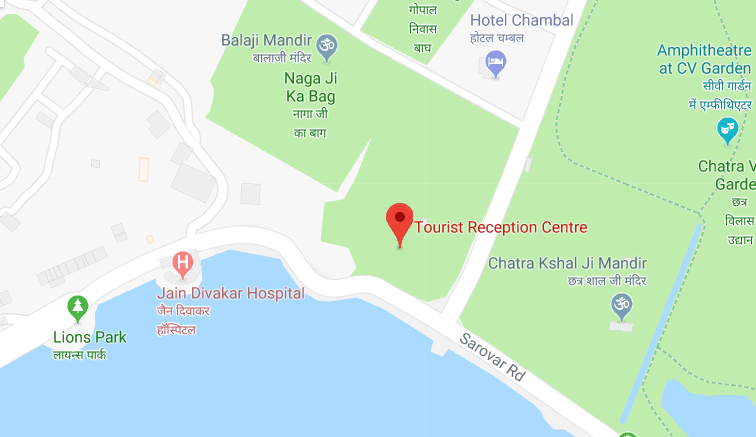 गोपाल
निवास
बाघ
Hotel Chambal
होटल चम्बल
Balaji Mandir
बालाजी मंदिर
Amphitheatre
at CV Garden
सीवी गार्डन
में एम्फीथिएटर
Naga Ji
Ka Bag
नागा जी
का बाग
Chatra V
Garde
छत्र
विलास
उद्यान
Tourist Reception Centre
Chatra Kshal Ji Mandir
छत्र शाल जी मंदिर
H
Jain Divakar Hospital
जैन दिवाकर
हॉस्पिटल
Lions Park
लायन्स पार्क
Sarovar Rd